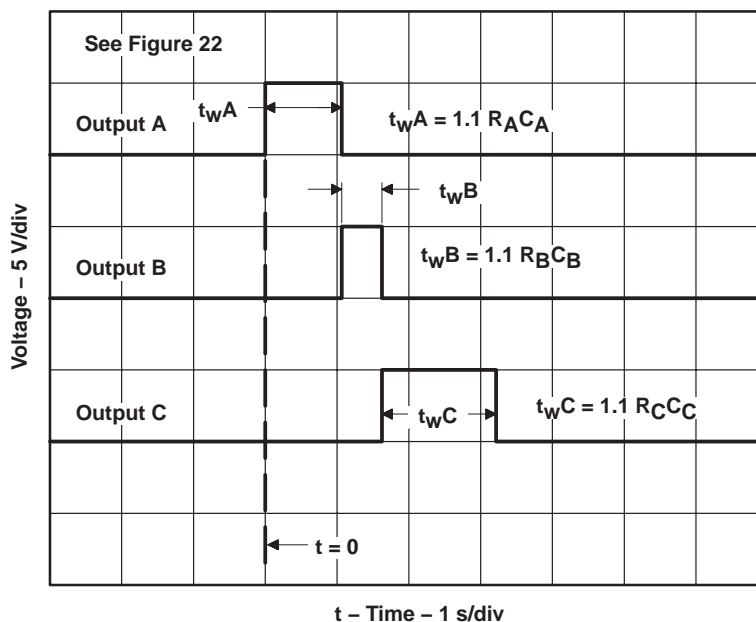 See Figure 22
twA
Output A
twA = 1.1 RACA
twB
Output B
twB = 1.1 RBCB
Voltage – 5 V/div
Output C
twC
twC = 1.1 RCCC
t = 0
t – Time – 1 s/div